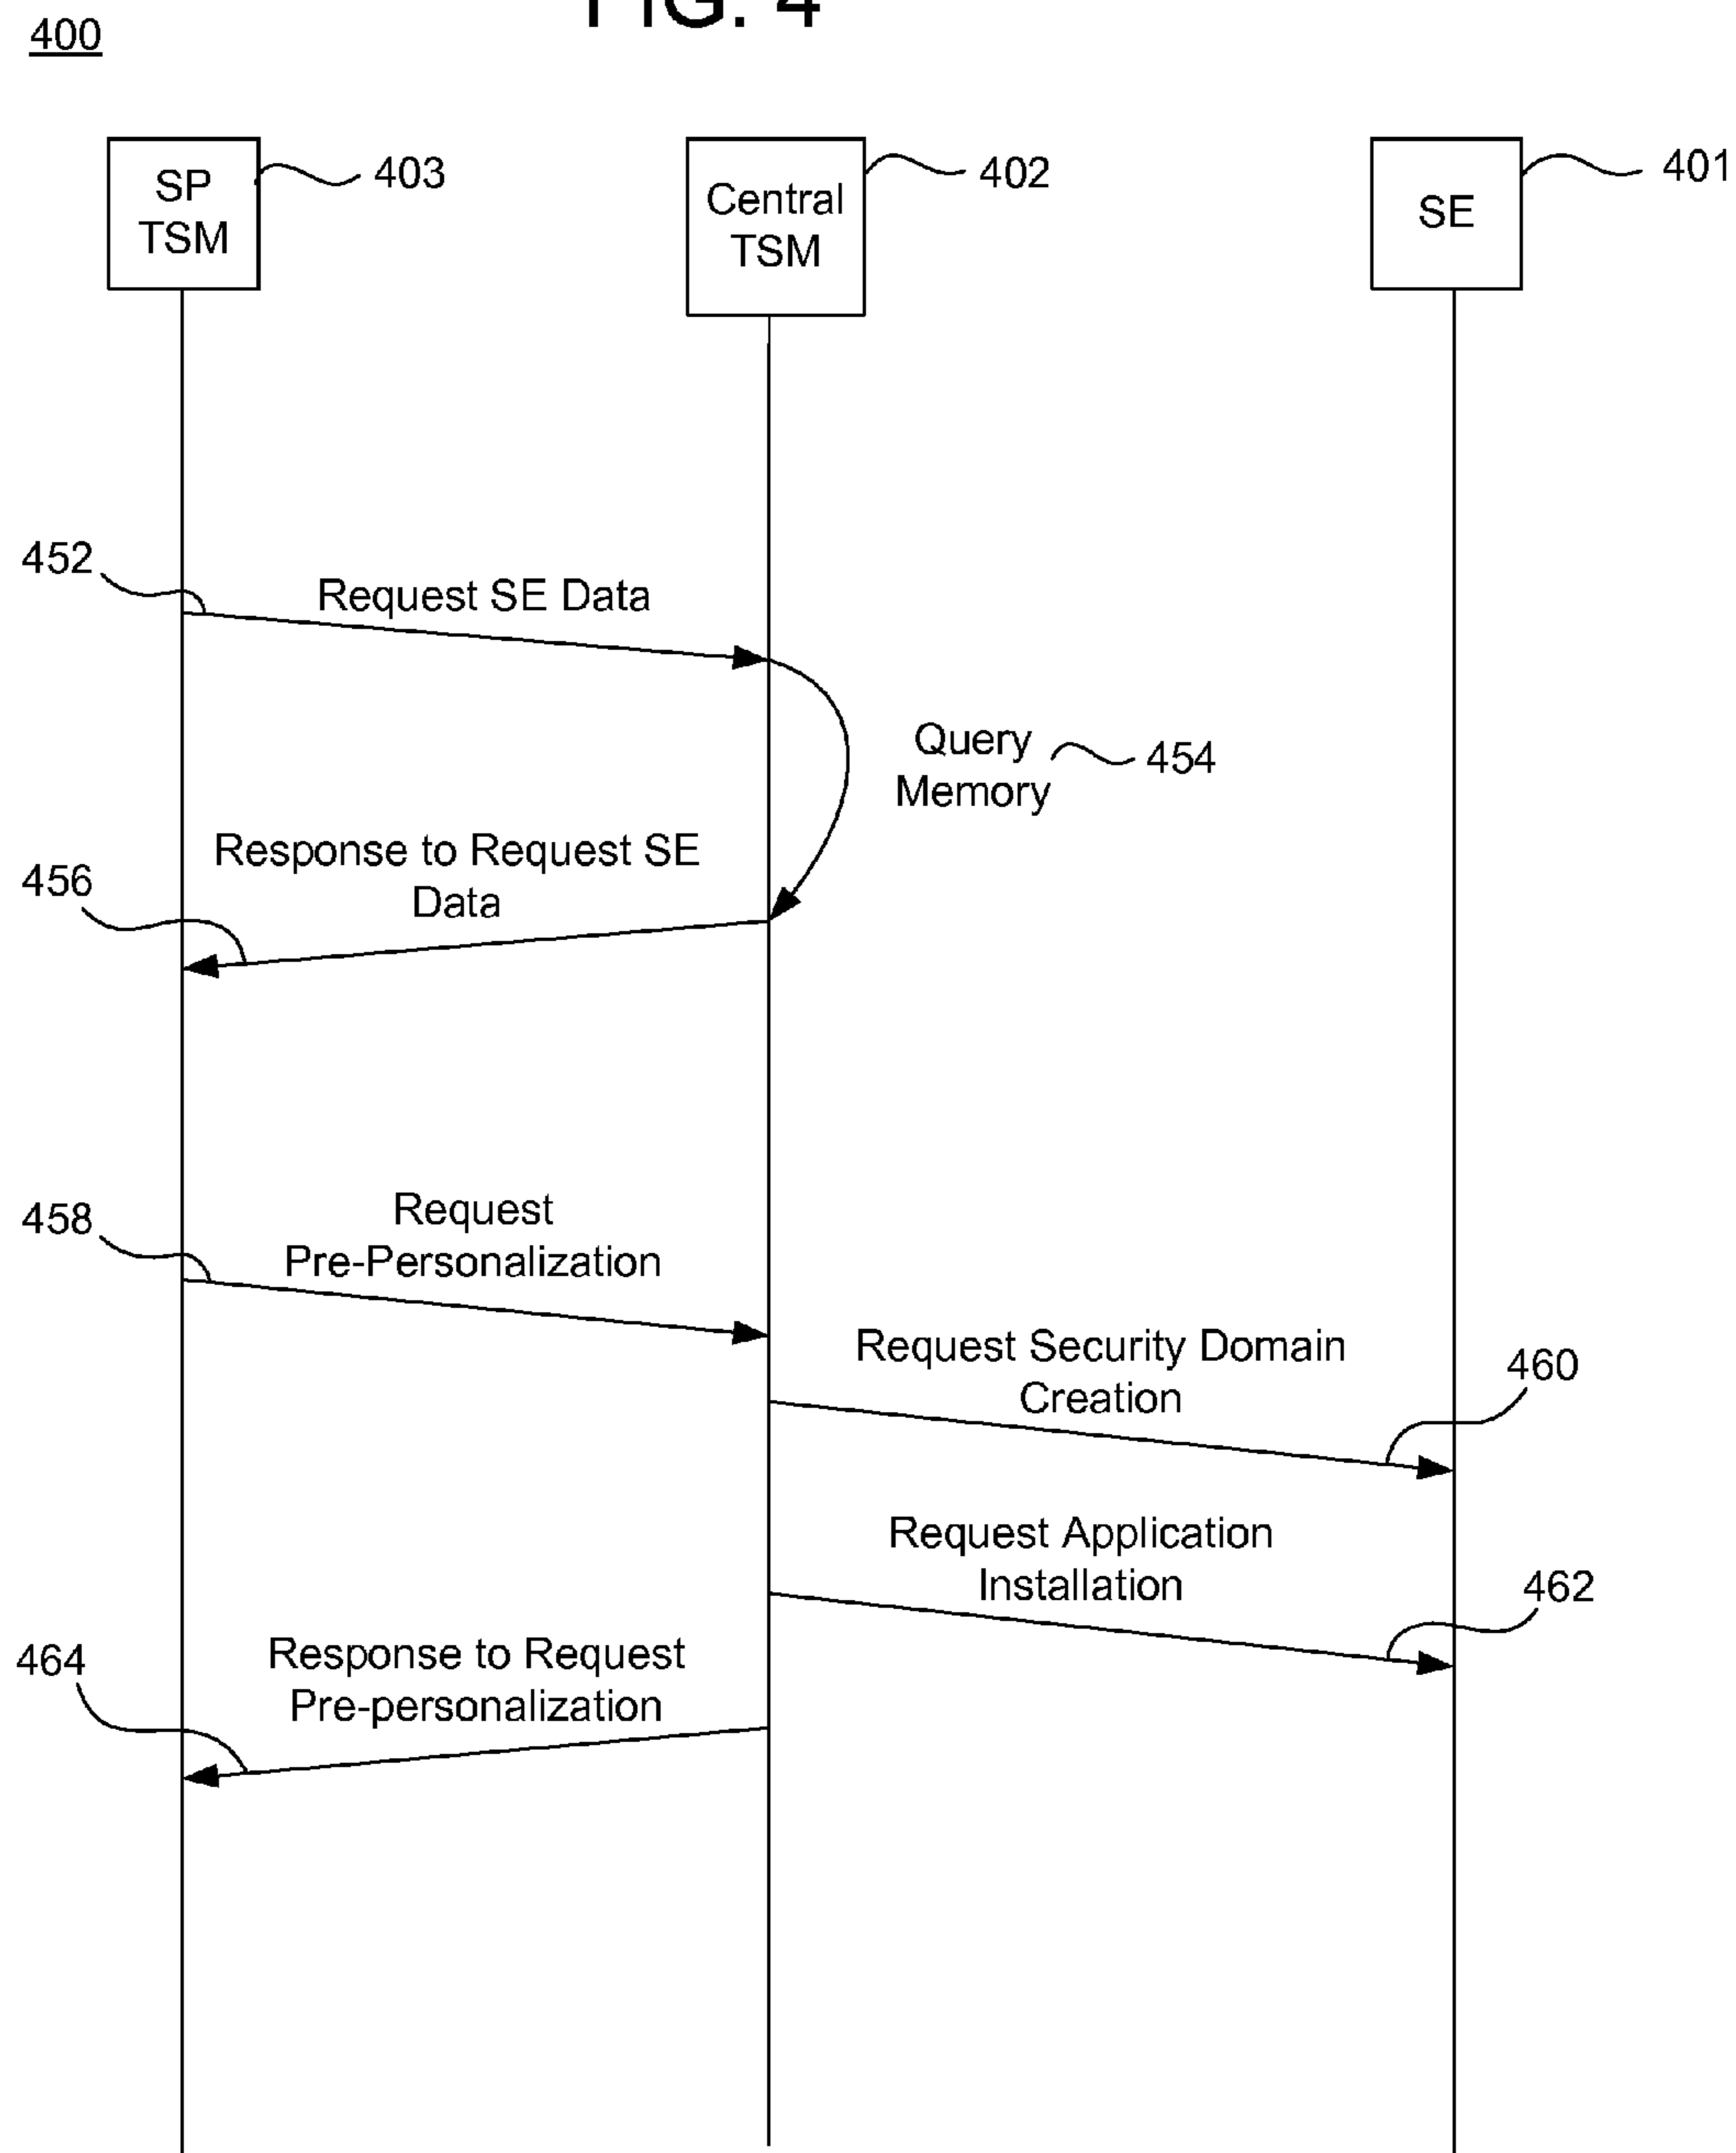 FIG. 4
400
SP
TSM
403
Central
TSM
402
SE
401
452
Request SE Data
Query
Memory
454
Response to Request SE
Data
456
458
Request
Pre-Personalization
Request Security Domain
Creation
460
Request Application
Installation
462
464
Response to Request
Pre-personalization